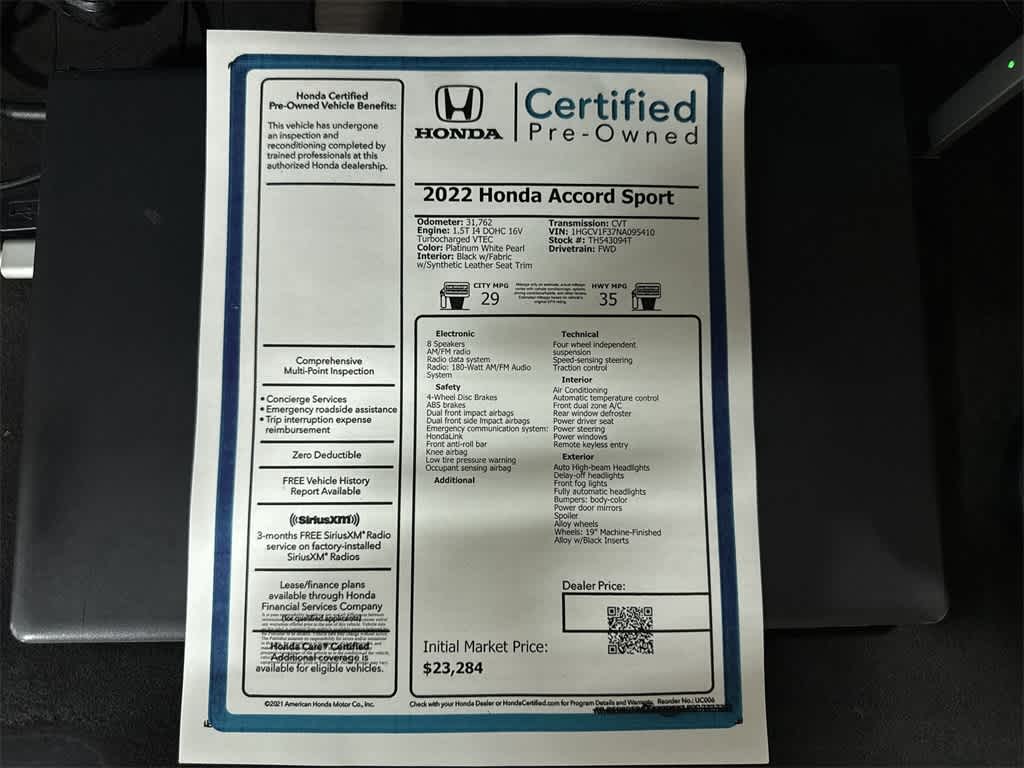 Honda Certified
Pre-Owned Vehicle Benefits:
This vehicle has undergone
an inspection and
reconditioning completed by
trained professionals at this
authorized Honda dealership.
Comprehensive
Multi-Point Inspection
• Concierge Services
• Emergency roadside assistance
• Trip interruption expense
reimbursement
Zero Deductible
FREE Vehicle History
Report Available
((SiriusXM))
3-months FREE SiriusXM® Radio
service on factory-installed
SiriusXM® Radios
Lease/finance plans
available through Honda
Financial Services Company
(for qualified applicants)
Honda Care® Certified
Additional coverage is
available for eligible vehicles.
©2021 American Honda Motor Co., Inc.
HONDA
Certified
Pre-Owned
2022 Honda Accord Sport
Odometer: 31,762
Engine: 1.5T I4 DOHC 16V
Turbocharged VTEC
Color: Platinum White Pearl
Interior: Black w/Fabric
w/Synthetic Leather Seat Trim
Transmission: CVT
VIN: 1HGCV1F37NA095410
Stock #: TH543094T
Drivetrain: FWD
CITY MPG
29
HWY MPG
35
Electronic
8 Speakers
AM/FM radio
Radio data system
Radio: 180-Watt AM/FM Audio
System
Safety
4-Wheel Disc Brakes
ABS brakes
Dual front impact airbags
Dual front side impact airbags
Emergency communication system:
HondaLink
Front anti-roll bar
Knee airbag
Low tire pressure warning
Occupant sensing airbag
Additional
Technical
Four wheel independent
suspension
Speed-sensing steering
Traction control
Interior
Air Conditioning
Automatic temperature control
Front dual zone A/C
Rear window defroster
Power driver seat
Power steering
Power windows
Remote keyless entry
Exterior
Auto High-beam Headlights
Delay-off headlights
Front fog lights
Fully automatic headlights
Bumpers: body-color
Power door mirrors
Spoiler
Alloy wheels
Wheels: 19" Machine-Finished
Alloy w/Black Inserts
Dealer Price:
Initial Market Price:
$23,284
Check with your Honda Dealer or HondaCertified.com for Program Details and Warranty. Reorder No.: UC006